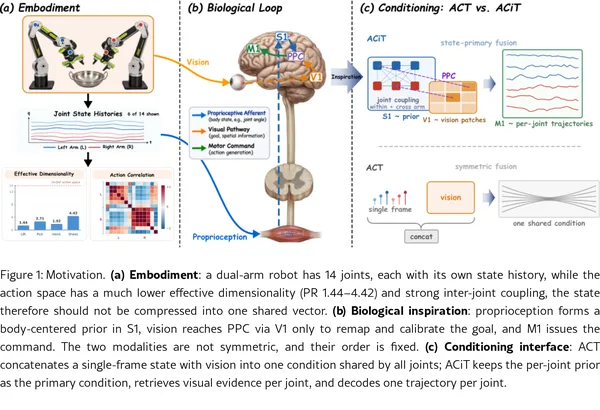 (a) Embodiment
(b) Biological Loop
(c) Conditioning: ACT vs. ACiT
Joint State Histories 6 of 14 shown
Left Arm (L) Right Arm (R)
Effective Dimensionality
Action Correlation
1.44
2.71
4.42
Vision
S1
M1
PPC
V1
Proprioceptive Afferent
(body state, e.g., joint angle)
Visual Pathway
(goal, spatial information)
Motor Command
(action generation)
Proprioception
Inspiration
ACiT
state-primary fusion
PPC
joint coupling
within + cross arm
S1 ~ prior
V1 ~ vision patches
M1 ~ per-joint trajectories
ACT
symmetric fusion
single frame
vision
concat
one shared condition
Figure 1: Motivation. (a) Embodiment: a dual-arm robot has 14 joints, each with its own state history, while the
action space has a much lower effective dimensionality (PR 1.44–4.42) and strong inter-joint coupling, the state
therefore should not be compressed into one shared vector. (b) Biological inspiration: proprioception forms a
body-centered prior in S1, vision reaches PPC via V1 only to remap and calibrate the goal, and M1 issues the
command. The two modalities are not symmetric, and their order is fixed. (c) Conditioning interface: ACT
concatenates a single-frame state with vision into one condition shared by all joints; ACiT keeps the per-joint prior
as the primary condition, retrieves visual evidence per joint, and decodes one trajectory per joint.